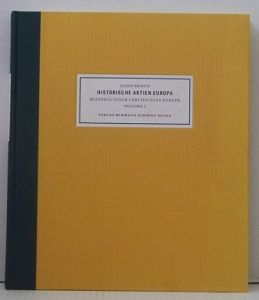 HANS BRAUN
HISTORISCHE AKTIEN EUROPA
HISTORIC STOCK CERTIFICATES EUROPE
VOLUME I
VERLAG HERMANN SCHMIDT MAINZ